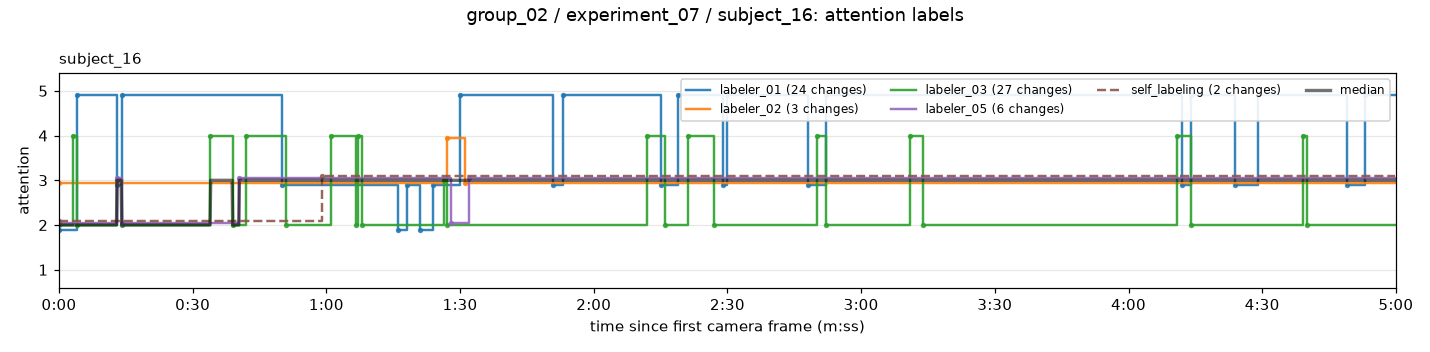 group_02 / experiment_07 / subject_16: attention labels
subject_16
labeler_01 (24 changes)
labeler_02 (3 changes)
labeler_03 (27 changes)
labeler_05 (6 changes)
self_labeling (2 changes)
median
attention
5
4
3
2
1
0:00 0:30 1:00 1:30 2:00 2:30 3:00 3:30 4:00 4:30 5:00
time since first camera frame (m:ss)